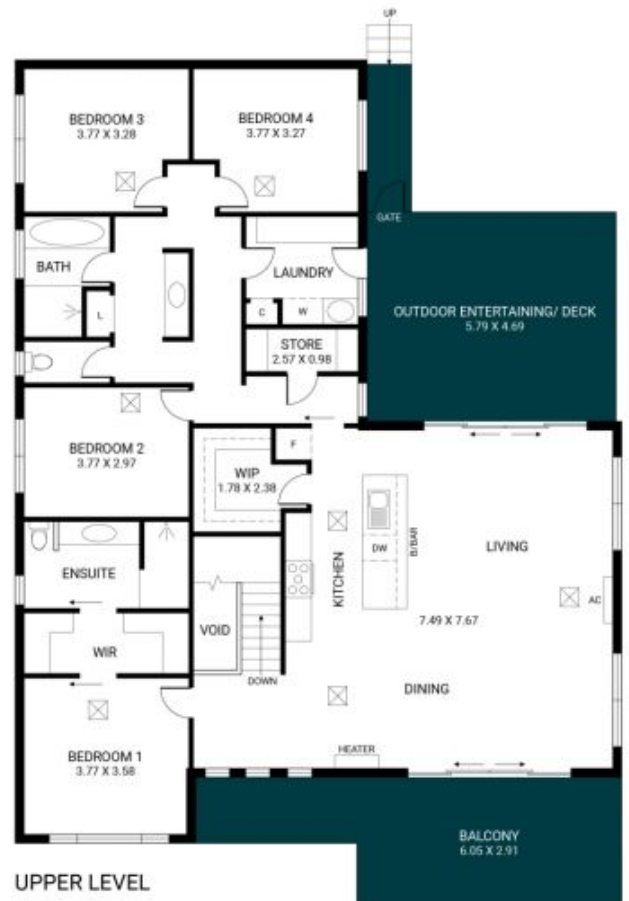 UP
BEDROOM 3
3.77 X 3.28
BEDROOM 4
3.77 X 3.27
GATE
BATH
LAUNDRY
L
C
W
OUTDOOR ENTERTAINING/ DECK
5.79 X 4.69
STORE
2.57 X 0.98
BEDROOM 2
3.77 X 2.97
F
WIP
1.78 X 2.38
KITCHEN
DW
B/BAR
LIVING
ENSUITE
7.49 X 7.67
AC
VOID
WIR
DOWN
DINING
BEDROOM 1
3.77 X 3.58
HEATER
BALCONY
6.05 X 2.91
UPPER LEVEL